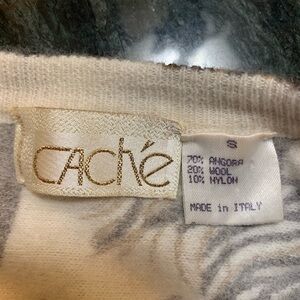 cAché
S
70% ANGORA
20% WOOL
10% NYLON
MADE in ITALY